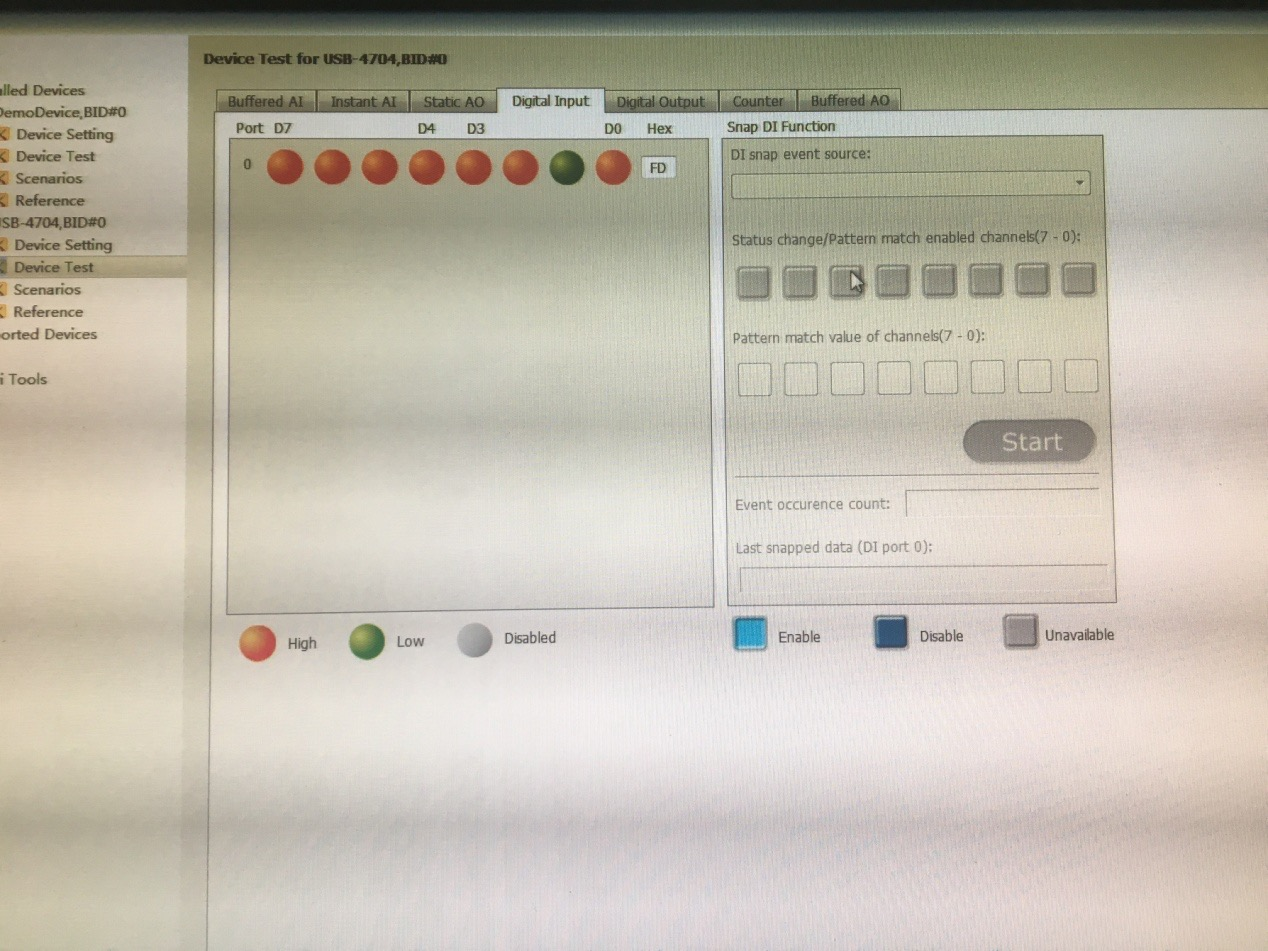 Device Test for USB-4704,BID#0
lled Devices
DemoDevice,BID#0
Device Setting
Device Test
Scenarios
Reference
SB-4704,BID#0
Device Setting
Device Test
Scenarios
Reference
orted Devices
i Tools
Buffered AI Instant AI Static AO Digital Input Digital Output Counter Buffered AO
Port D7 D4 D3 D0 Hex
0 FD
High Low Disabled
Snap DI Function
DI snap event source:
Status change/Pattern match enabled channels(7 - 0):
Pattern match value of channels(7 - 0):
Start
Event occurence count:
Last snapped data (DI port 0):
Enable Disable Unavailable